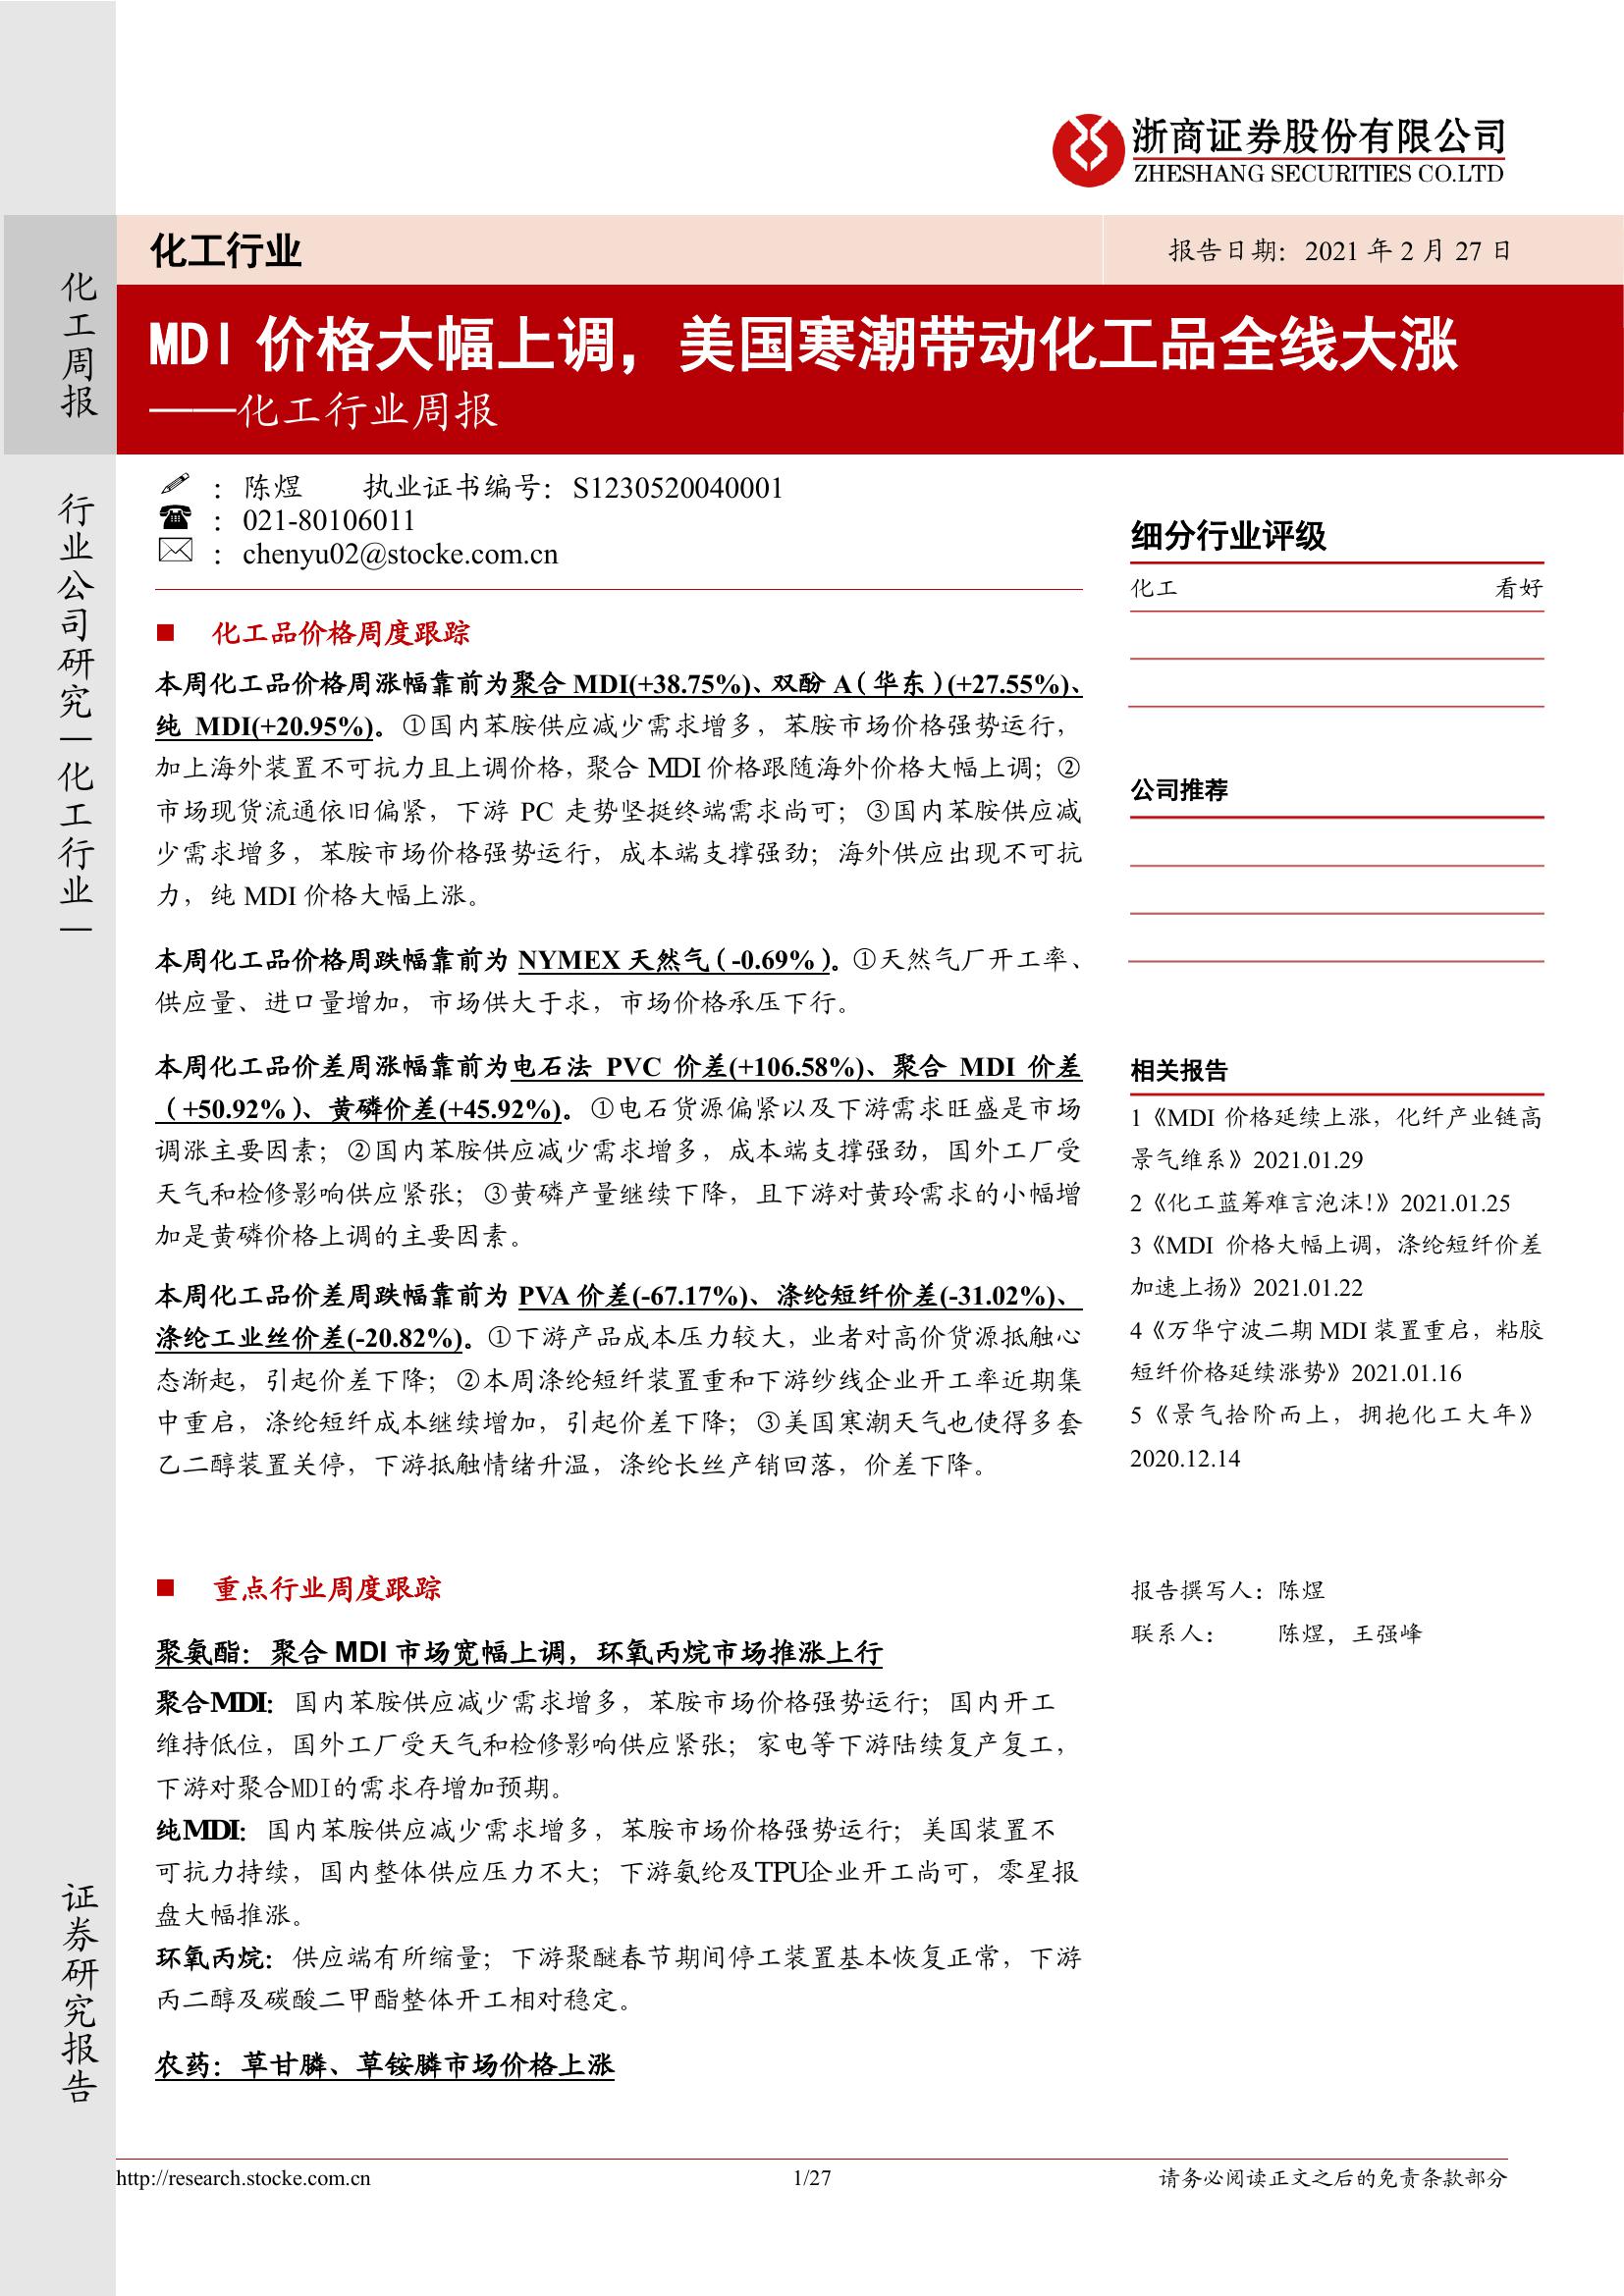 浙商证券股份有限公司
ZHESHANG SECURITIES CO.LTD
化工行业
报告日期：2021 年 2 月 27 日
MDI 价格大幅上调，美国寒潮带动化工品全线大涨
——化工行业周报
化工周报
行业公司研究｜化工行业｜
证券研究报告
：陈煜 执业证书编号：S1230520040001
：021-80106011
：chenyu02@stocke.com.cn
■ 化工品价格周度跟踪
本周化工品价格周涨幅靠前为聚合 MDI(+38.75%)、双酚 A（华东）(+27.55%)、
纯 MDI(+20.95%)。①国内苯胺供应减少需求增多，苯胺市场价格强势运行，
加上海外装置不可抗力且上调价格，聚合 MDI 价格跟随海外价格大幅上调；②
市场现货流通依旧偏紧，下游 PC 走势坚挺终端需求尚可；③国内苯胺供应减
少需求增多，苯胺市场价格强势运行，成本端支撑强劲；海外供应出现不可抗
力，纯 MDI 价格大幅上涨。
本周化工品价格周跌幅靠前为 NYMEX 天然气（-0.69%）。①天然气厂开工率、
供应量、进口量增加，市场供大于求，市场价格承压下行。
本周化工品价差周涨幅靠前为电石法 PVC 价差(+106.58%)、聚合 MDI 价差
（+50.92%）、黄磷价差(+45.92%)。①电石货源偏紧以及下游需求旺盛是市场
调涨主要因素；②国内苯胺供应减少需求增多，成本端支撑强劲，国外工厂受
天气和检修影响供应紧张；③黄磷产量继续下降，且下游对黄玲需求的小幅增
加是黄磷价格上调的主要因素。
本周化工品价差周跌幅靠前为 PVA 价差(-67.17%)、涤纶短纤价差(-31.02%)、
涤纶工业丝价差(-20.82%)。①下游产品成本压力较大，业者对高价货源抵触心
态渐起，引起价差下降；②本周涤纶短纤装置重和下游纱线企业开工率近期集
中重启，涤纶短纤成本继续增加，引起价差下降；③美国寒潮天气也使得多套
乙二醇装置关停，下游抵触情绪升温，涤纶长丝产销回落，价差下降。
■ 重点行业周度跟踪
聚氨酯：聚合 MDI 市场宽幅上调，环氧丙烷市场推涨上行
聚合MDI：国内苯胺供应减少需求增多，苯胺市场价格强势运行；国内开工
维持低位，国外工厂受天气和检修影响供应紧张；家电等下游陆续复产复工，
下游对聚合MDI的需求存增加预期。
纯MDI：国内苯胺供应减少需求增多，苯胺市场价格强势运行；美国装置不
可抗力持续，国内整体供应压力不大；下游氨纶及TPU企业开工尚可，零星报
盘大幅推涨。
环氧丙烷：供应端有所缩量；下游聚醚春节期间停工装置基本恢复正常，下游
丙二醇及碳酸二甲酯整体开工相对稳定。
农药：草甘膦、草铵膦市场价格上涨
细分行业评级
化工 看好
公司推荐
相关报告
1《MDI 价格延续上涨，化纤产业链高
景气维系》2021.01.29
2《化工蓝筹难言泡沫!》2021.01.25
3《MDI 价格大幅上调，涤纶短纤价差
加速上扬》2021.01.22
4《万华宁波二期 MDI 装置重启，粘胶
短纤价格延续涨势》2021.01.16
5《景气拾阶而上，拥抱化工大年》
2020.12.14
报告撰写人：陈煜
联系人： 陈煜，王强峰
http://research.stocke.com.cn
1/27
请务必阅读正文之后的免责条款部分